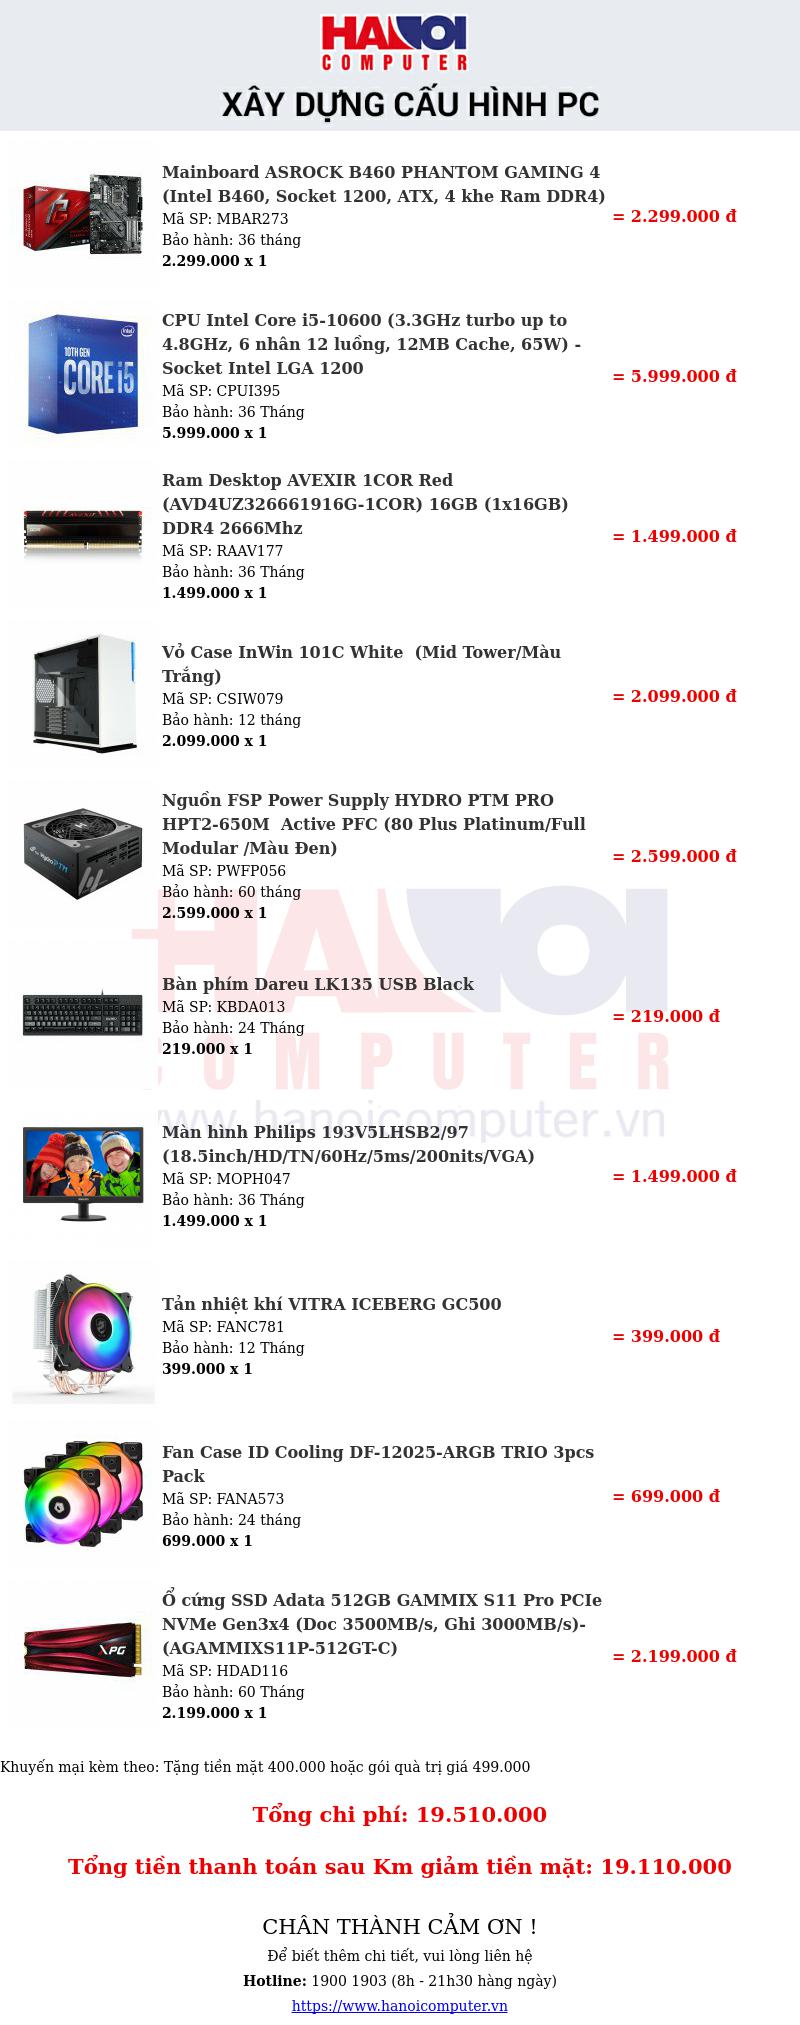 HANOI
COMPUTER
XÂY DỰNG CẤU HÌNH PC
Mainboard ASROCK B460 PHANTOM GAMING 4
(Intel B460, Socket 1200, ATX, 4 khe Ram DDR4)
Mã SP: MBAR273
Bảo hành: 36 tháng
2.299.000 x 1
= 2.299.000 đ
CPU Intel Core i5-10600 (3.3GHz turbo up to
4.8GHz, 6 nhân 12 luồng, 12MB Cache, 65W) -
Socket Intel LGA 1200
Mã SP: CPUI395
Bảo hành: 36 Tháng
5.999.000 x 1
= 5.999.000 đ
intel
10TH GEN
CORE i5
Ram Desktop AVEXIR 1COR Red
(AVD4UZ326661916G-1COR) 16GB (1x16GB)
DDR4 2666Mhz
Mã SP: RAAV177
Bảo hành: 36 Tháng
1.499.000 x 1
= 1.499.000 đ
AVEXIR
Vỏ Case InWin 101C White  (Mid Tower/Màu
Trắng)
Mã SP: CSIW079
Bảo hành: 12 tháng
2.099.000 x 1
= 2.099.000 đ
Nguồn FSP Power Supply HYDRO PTM PRO
HPT2-650M  Active PFC (80 Plus Platinum/Full
Modular /Màu Đen)
Mã SP: PWFP056
Bảo hành: 60 tháng
2.599.000 x 1
= 2.599.000 đ
Hydro PTM
HANOI
COMPUTER
www.hanoicomputer.vn
Bàn phím Dareu LK135 USB Black
Mã SP: KBDA013
Bảo hành: 24 Tháng
219.000 x 1
= 219.000 đ
Màn hình Philips 193V5LHSB2/97
(18.5inch/HD/TN/60Hz/5ms/200nits/VGA)
Mã SP: MOPH047
Bảo hành: 36 Tháng
1.499.000 x 1
= 1.499.000 đ
Tản nhiệt khí VITRA ICEBERG GC500
Mã SP: FANC781
Bảo hành: 12 Tháng
399.000 x 1
= 399.000 đ
Fan Case ID Cooling DF-12025-ARGB TRIO 3pcs
Pack
Mã SP: FANA573
Bảo hành: 24 tháng
699.000 x 1
= 699.000 đ
Ổ cứng SSD Adata 512GB GAMMIX S11 Pro PCIe
NVMe Gen3x4 (Doc 3500MB/s, Ghi 3000MB/s)-
(AGAMMIXS11P-512GT-C)
Mã SP: HDAD116
Bảo hành: 60 Tháng
2.199.000 x 1
= 2.199.000 đ
XPG
Khuyến mại kèm theo: Tặng tiền mặt 400.000 hoặc gói quà trị giá 499.000
Tổng chi phí: 19.510.000
Tổng tiền thanh toán sau Km giảm tiền mặt: 19.110.000
CHÂN THÀNH CẢM ƠN !
Để biết thêm chi tiết, vui lòng liên hệ
Hotline: 1900 1903 (8h - 21h30 hàng ngày)
https://www.hanoicomputer.vn